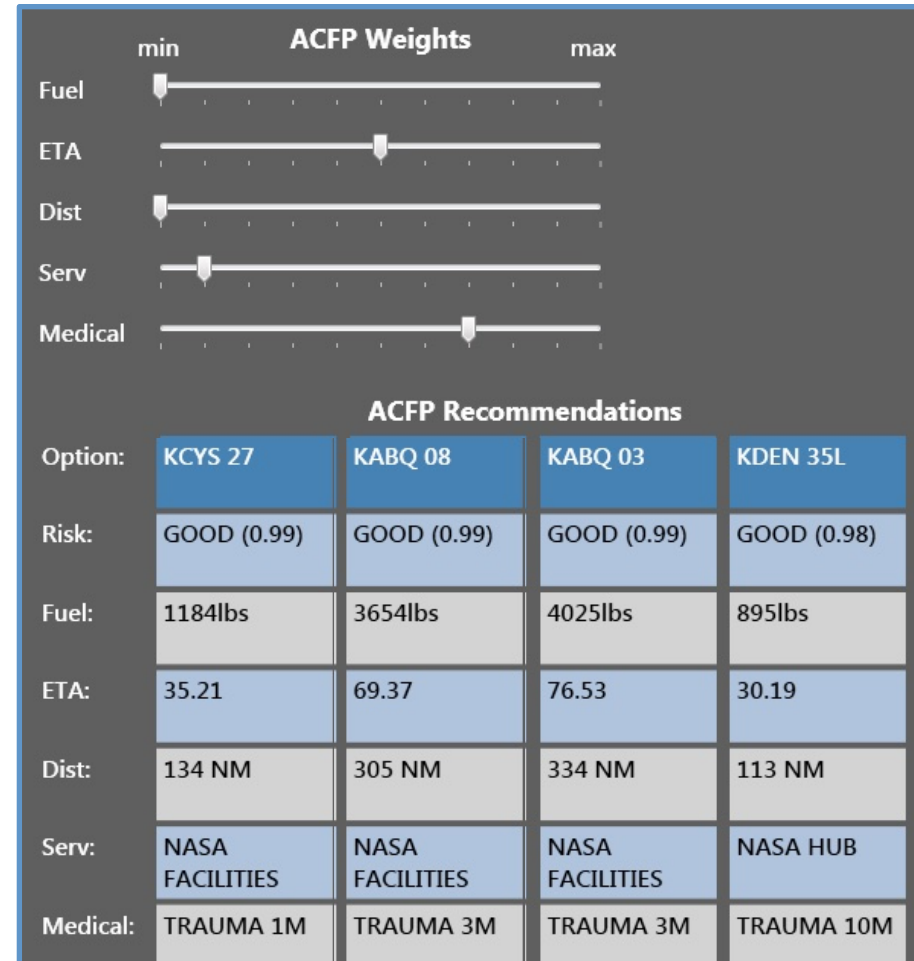 ACFP Weights
min max
Fuel
ETA
Dist
Serv
Medical
ACFP Recommendations
Option: KCYS 27 KABQ 08 KABQ 03 KDEN 35L
Risk: GOOD (0.99) GOOD (0.99) GOOD (0.99) GOOD (0.98)
Fuel: 1184lbs 3654lbs 4025lbs 895lbs
ETA: 35.21 69.37 76.53 30.19
Dist: 134 NM 305 NM 334 NM 113 NM
Serv: NASA FACILITIES NASA FACILITIES NASA FACILITIES NASA HUB
Medical: TRAUMA 1M TRAUMA 3M TRAUMA 3M TRAUMA 10M